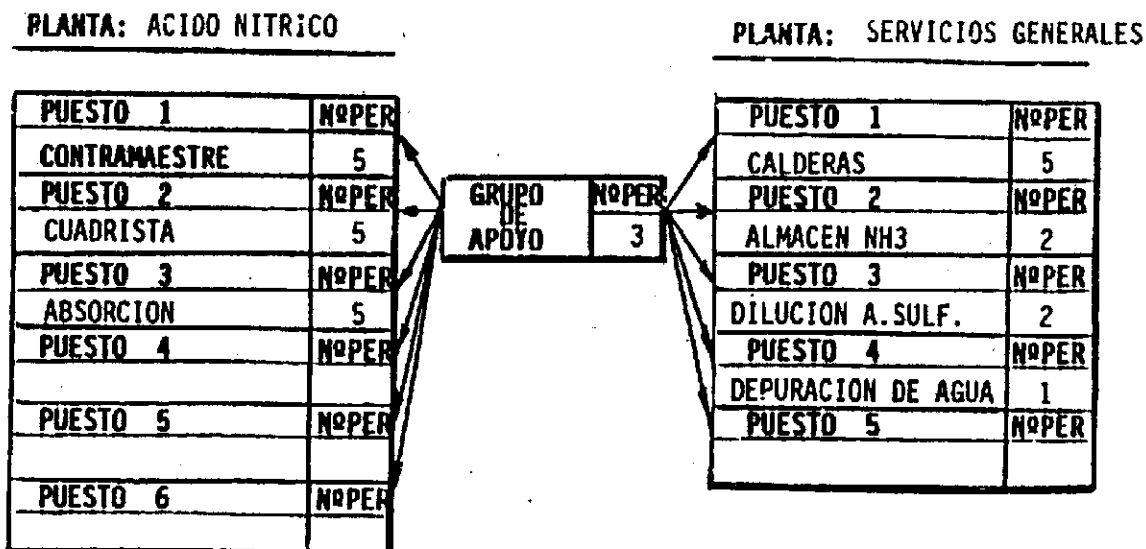 PLANTA: ACIDO NITRICO
PUESTO 1 NºPER
CONTRAMAESTRE 5
PUESTO 2 NºPER
CUADRISTA 5
PUESTO 3 NºPER
ABSORCION 5
PUESTO 4 NºPER
PUESTO 5 NºPER
PUESTO 6 NºPER
GRUPO DE APOYO
NºPER.
3
PLANTA: SERVICIOS GENERALES
PUESTO 1 NºPER
CALDERAS 5
PUESTO 2 NºPER
ALMACEN NH3 2
PUESTO 3 NºPER
DILUCION A.SULF. 2
PUESTO 4 NºPER
DEPURACION DE AGUA 1
PUESTO 5 NºPER